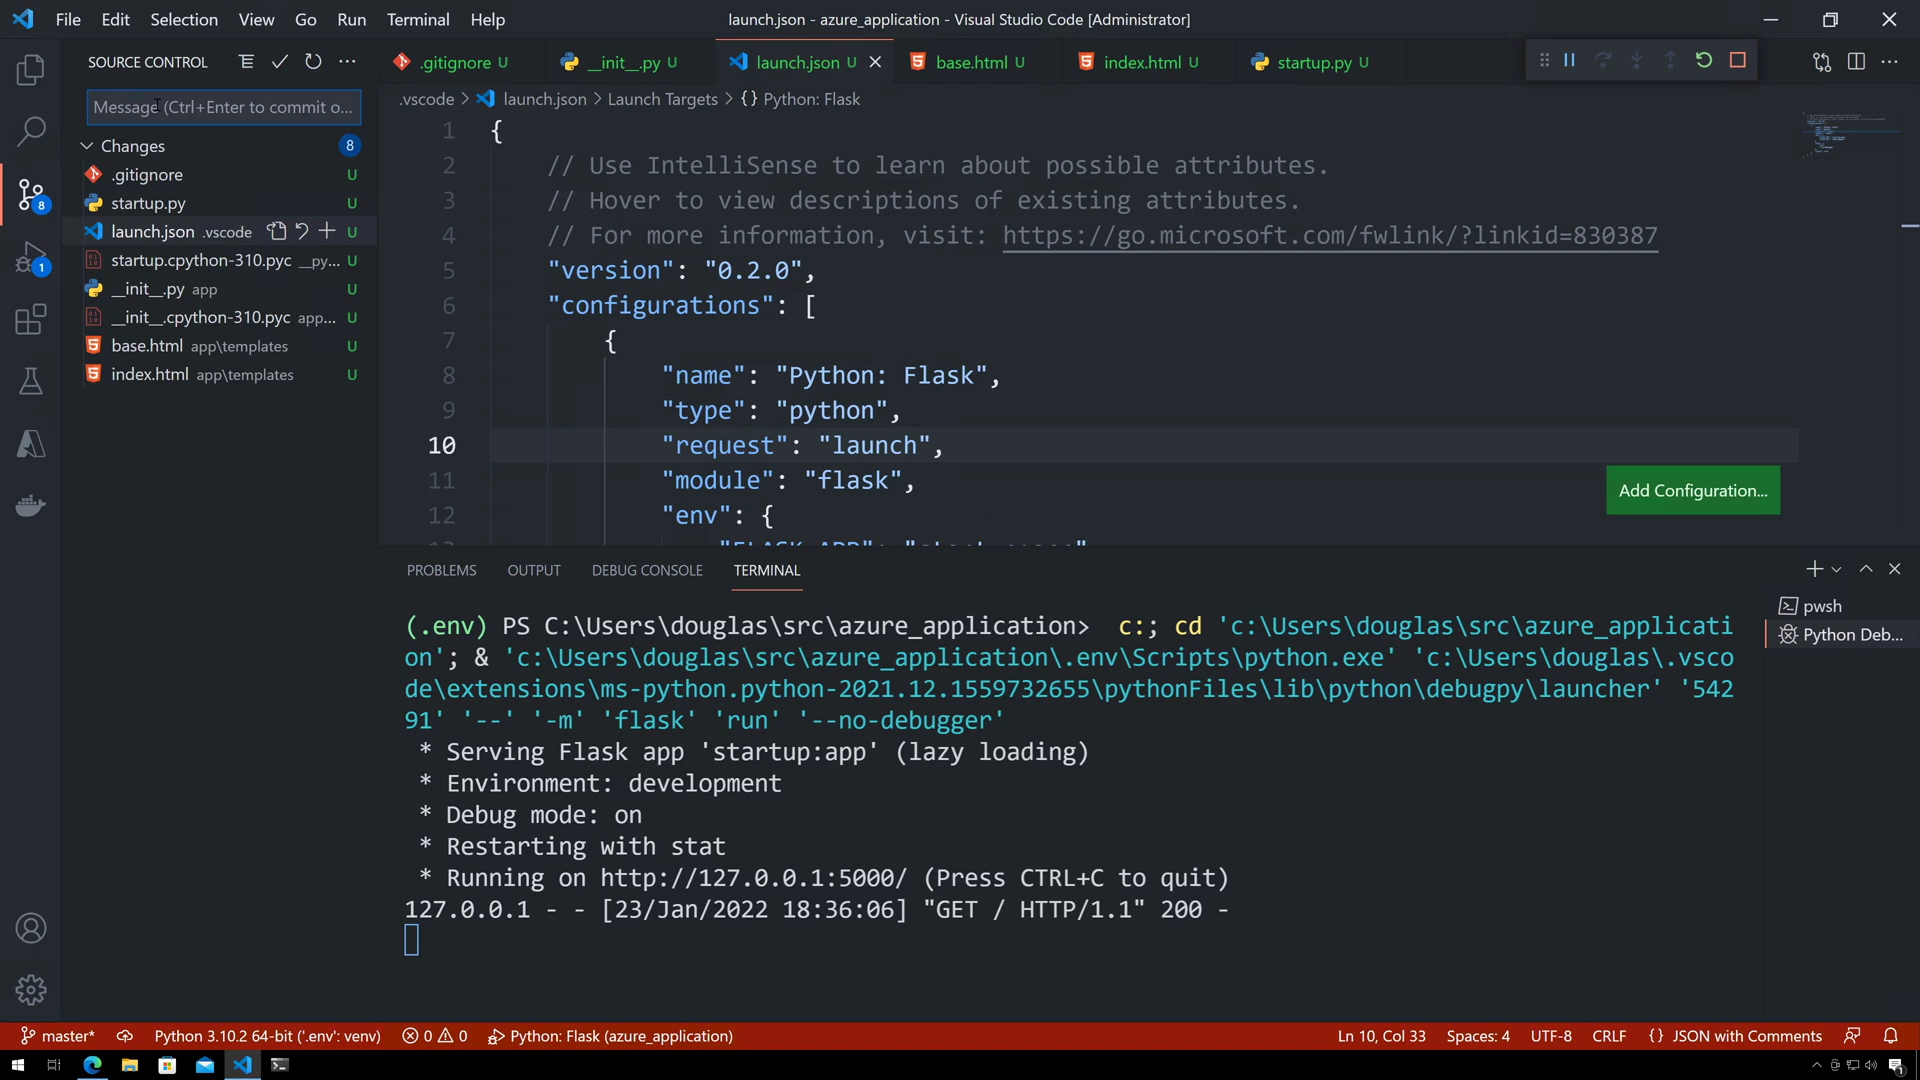 File Edit Selection View Go Run Terminal Help
launch.json - azure_application - Visual Studio Code [Administrator]
SOURCE CONTROL
.gitignore U
__init__.py U
launch.json U
base.html U
index.html U
startup.py U
Message (Ctrl+Enter to commit o...
.vscode > launch.json > Launch Targets > {} Python: Flask
Changes 8
.gitignore U
startup.py U
launch.json .vscode U
startup.cpython-310.pyc __py... U
__init__.py app U
__init__.cpython-310.pyc app... U
base.html app\templates U
index.html app\templates U
8
1
1 {
2 // Use IntelliSense to learn about possible attributes.
3 // Hover to view descriptions of existing attributes.
4 // For more information, visit: https://go.microsoft.com/fwlink/?linkid=830387
5 "version": "0.2.0",
6 "configurations": [
7 {
8 "name": "Python: Flask",
9 "type": "python",
10 "request": "launch",
11 "module": "flask",
12 "env": {
Add Configuration...
PROBLEMS OUTPUT DEBUG CONSOLE TERMINAL
pwsh
Python Deb...
(.env) PS C:\Users\douglas\src\azure_application> c:; cd 'c:\Users\douglas\src\azure_applicati
on'; & 'c:\Users\douglas\src\azure_application\.env\Scripts\python.exe' 'c:\Users\douglas\.vsco
de\extensions\ms-python.python-2021.12.1559732655\pythonFiles\lib\python\debugpy\launcher' '542
91' '--' '-m' 'flask' 'run' '--no-debugger'
* Serving Flask app 'startup:app' (lazy loading)
* Environment: development
* Debug mode: on
* Restarting with stat
* Running on http://127.0.0.1:5000/ (Press CTRL+C to quit)
127.0.0.1 - - [23/Jan/2022 18:36:06] "GET / HTTP/1.1" 200 -
master* Python 3.10.2 64-bit ('.env': venv) 0 0 Python: Flask (azure_application) Ln 10, Col 33 Spaces: 4 UTF-8 CRLF {} JSON with Comments